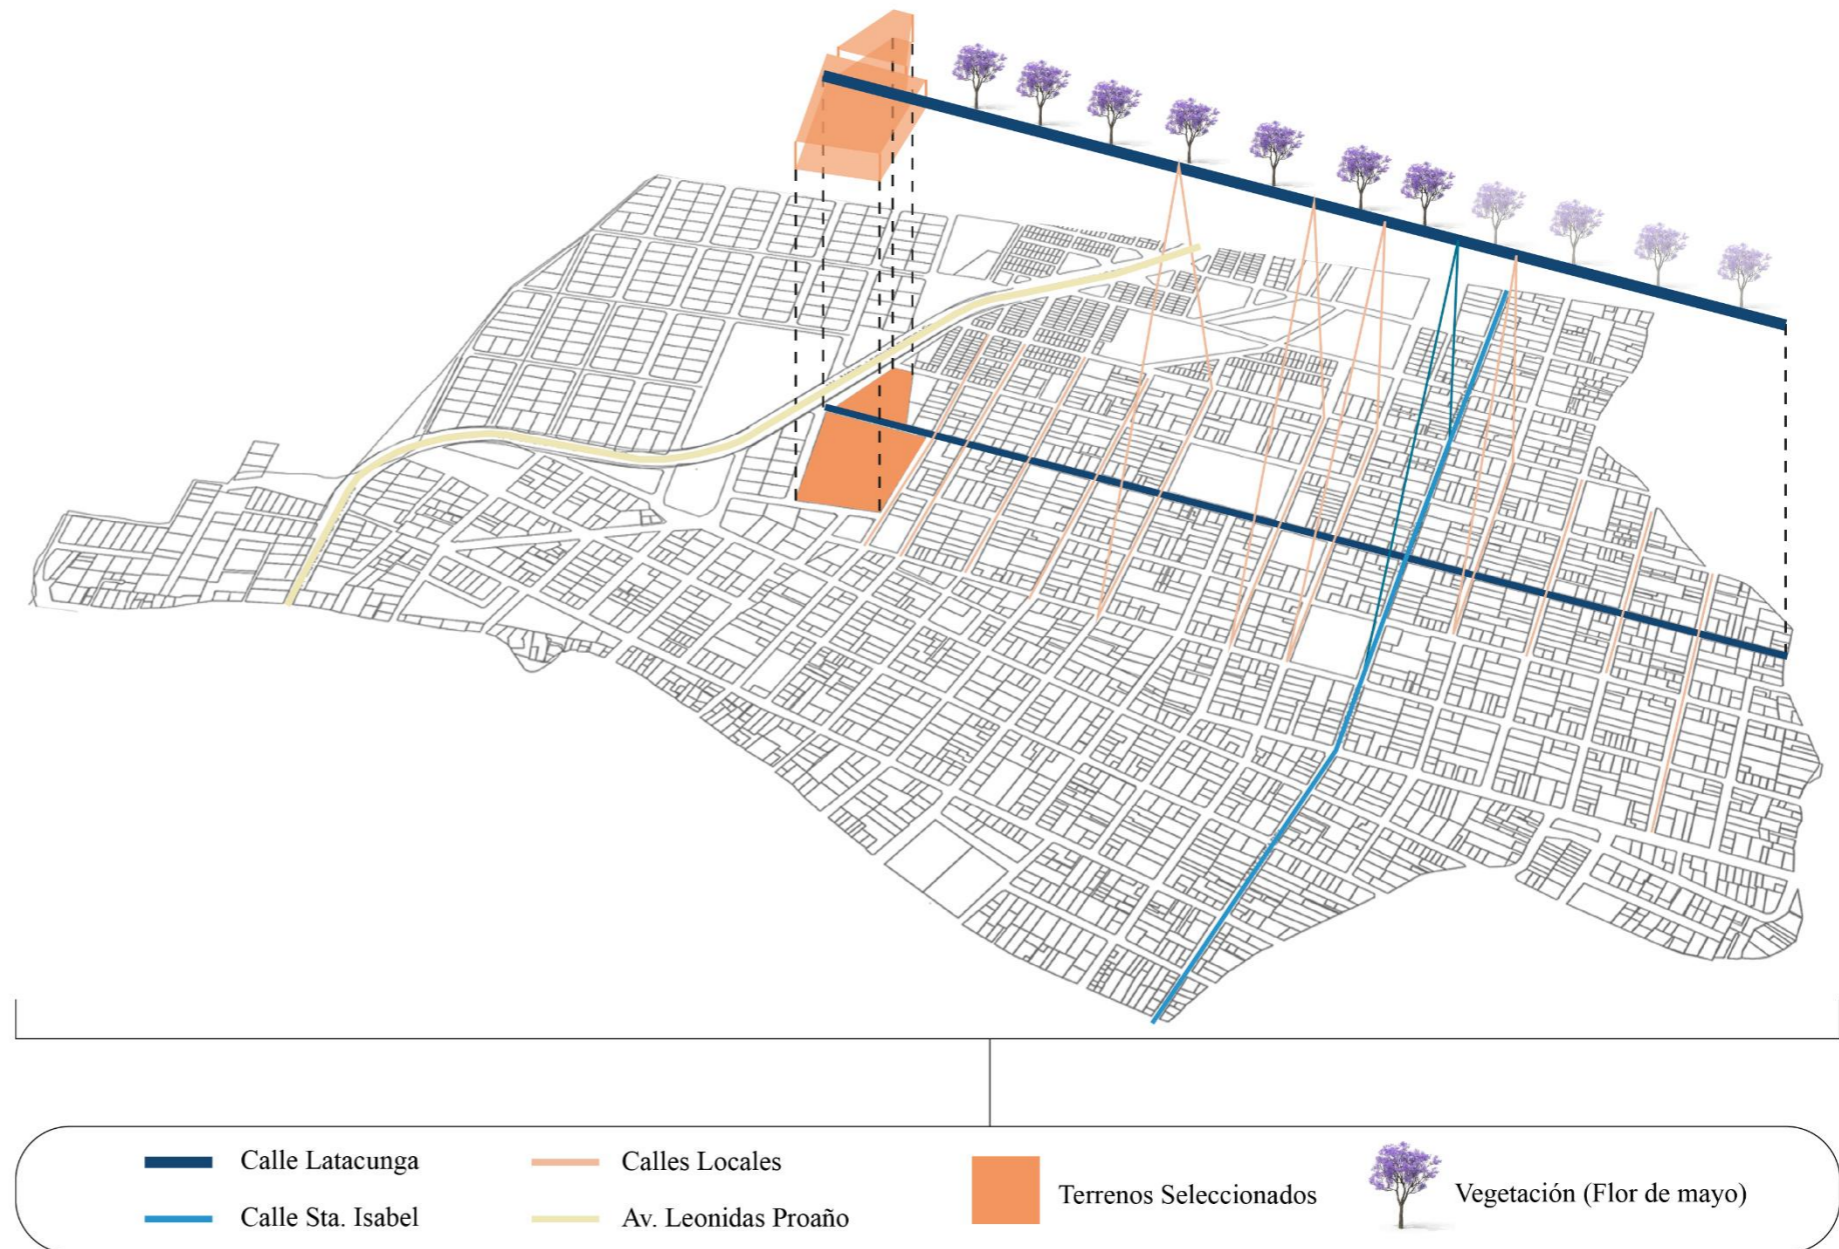 Calle Latacunga
Calles Locales
Terrenos Seleccionados
Vegetación (Flor de mayo)
Calle Sta. Isabel
Av. Leonidas Proaño